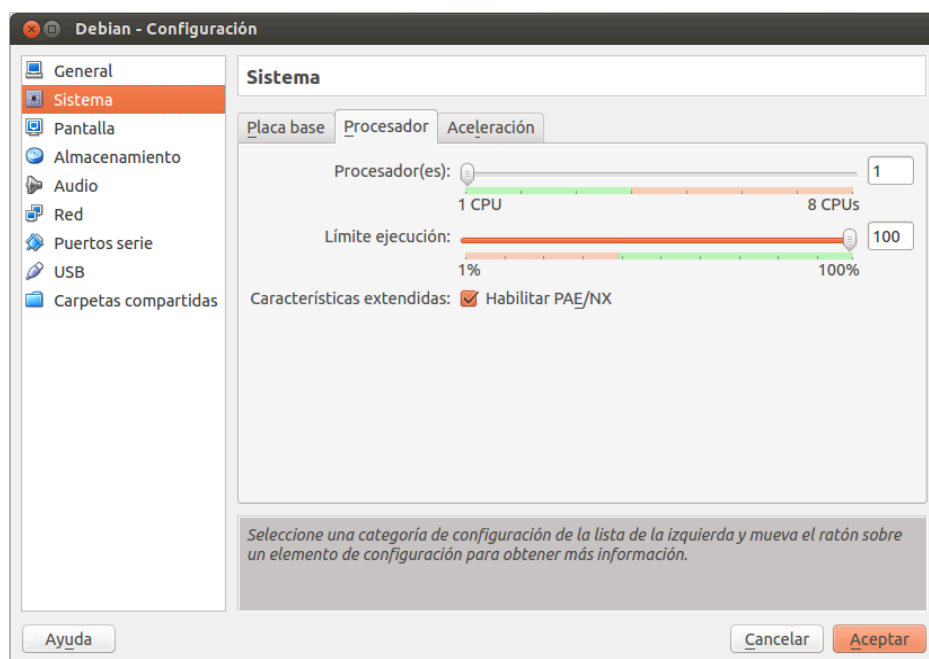 Debian - Configuración
General
Sistema
Pantalla
Almacenamiento
Audio
Red
Puertos serie
USB
Carpetas compartidas
Sistema
Placa base Procesador Aceleración
Procesador(es): 1
1 CPU 8 CPUs
Límite ejecución: 100
1% 100%
Características extendidas: Habilitar PAE/NX
Seleccione una categoría de configuración de la lista de la izquierda y mueva el ratón sobre
un elemento de configuración para obtener más información.
Ayuda Cancelar Aceptar